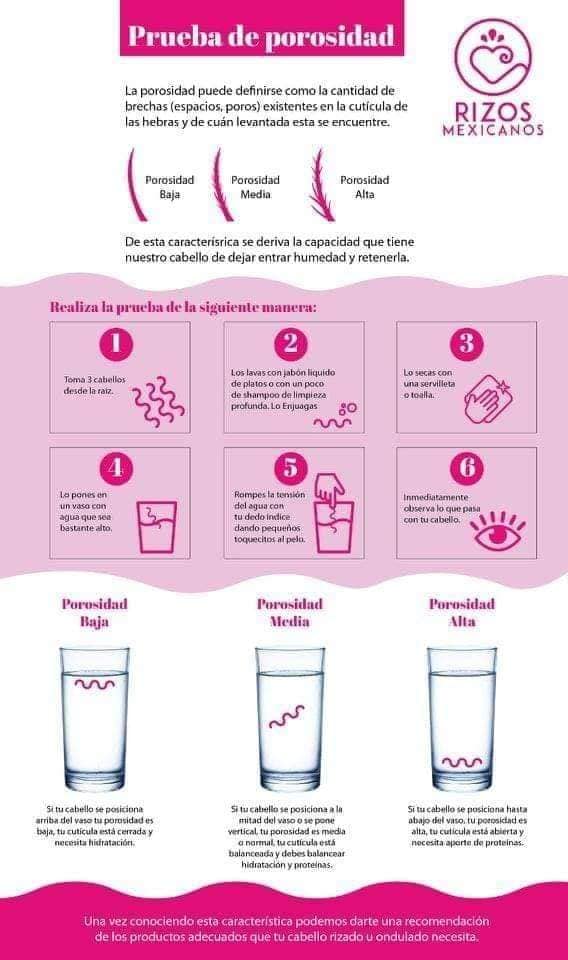 Prueba de porosidad
RIZOS
MEXICANOS
La porosidad puede definirse como la cantidad de
brechas (espacios, poros) existentes en la cutícula de
las hebras y de cuán levantada esta se encuentre.
Porosidad
Baja
Porosidad
Media
Porosidad
Alta
De esta caracterísrica se deriva la capacidad que tiene
nuestro cabello de dejar entrar humedad y retenerla.
Realiza la prueba de la siguiente manera:
1
Toma 3 cabellos
desde la raíz.
2
Los lavas con jabón líquido
de platos o con un poco
de shampoo de limpieza
profunda. Lo Enjuagas
3
Lo secas con
una servilleta
o toalla.
4
Lo pones en
un vaso con
agua que sea
bastante alto.
5
Rompes la tensión
del agua con
tu dedo índice
dando pequeños
toquecitos al pelo.
6
Inmediatamente
observa lo que pasa
con tu cabello.
Porosidad
Baja
Si tu cabello se posiciona
arriba del vaso tu porosidad es
baja, tu cutícula está cerrada y
necesita hidratación.
Porosidad
Media
Si tu cabello se posiciona a la
mitad del vaso o se pone
vertical, tu porosidad es media
o normal, tu cutícula está
balanceada y debes balancear
hidratación y proteínas.
Porosidad
Alta
Si tu cabello se posiciona hasta
abajo del vaso, tu porosidad es
alta, tu cutícula está abierta y
necesita aporte de proteínas.
Una vez conociendo esta característica podemos darte una recomendación
de los productos adecuados que tu cabello rizado u ondulado necesita.